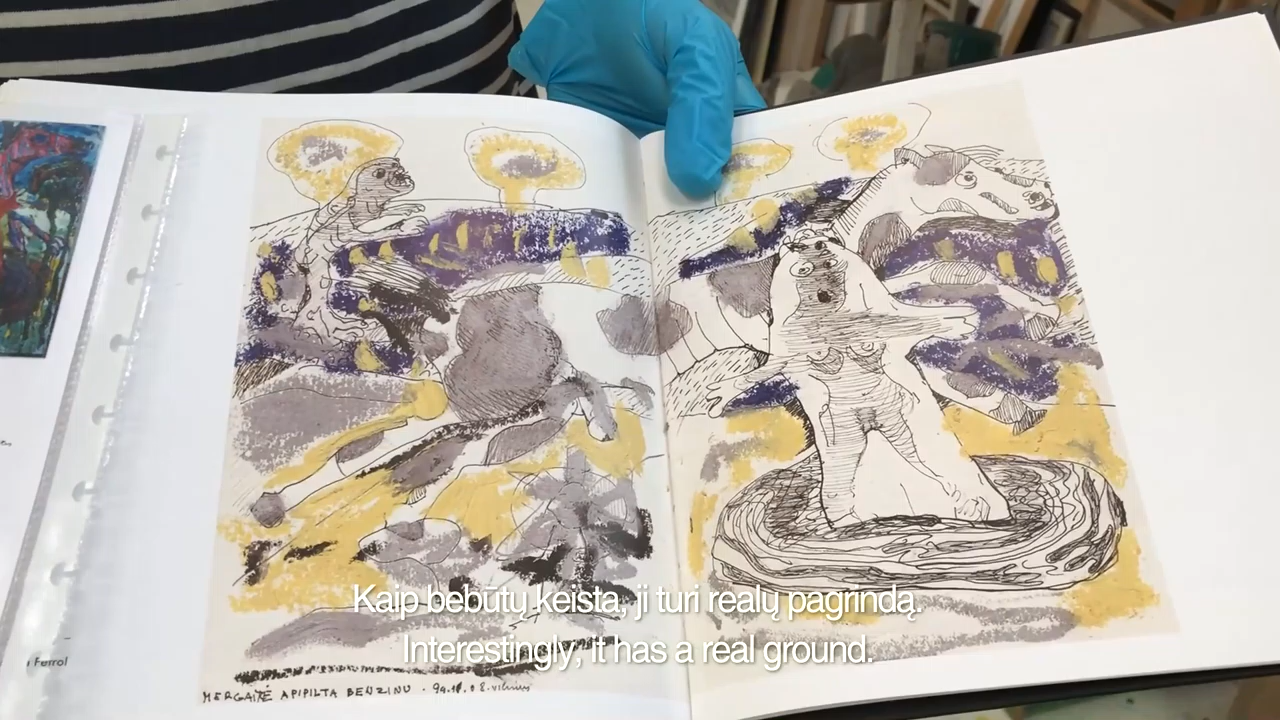 Ferrol
MERGAITĖ APIPILTA BENZINU
Kaip bebūtų keista, ji turi realų pagrindą.
Interestingly, it has a real ground.